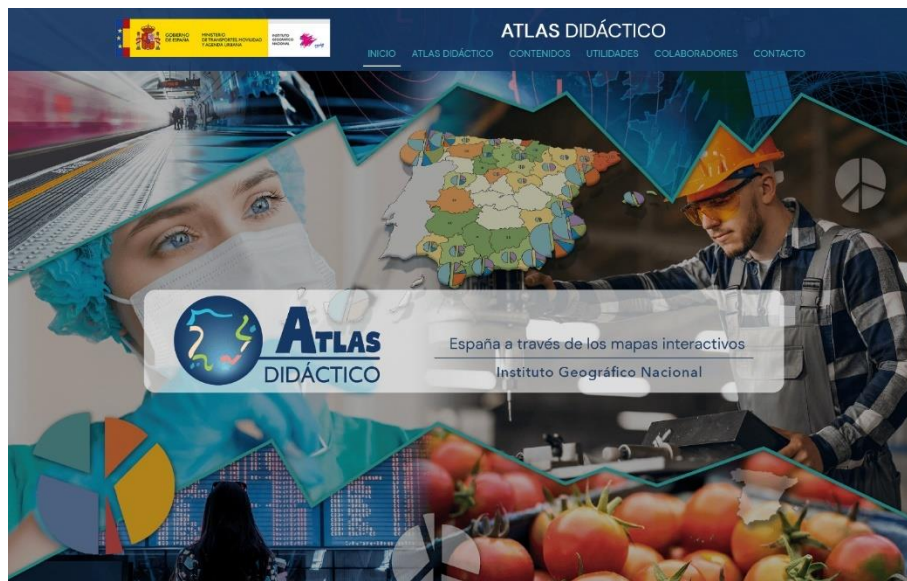 GOBIERNO
DE ESPAÑA
MINISTERIO
DE TRANSPORTES, MOVILIDAD
Y AGENDA URBANA
INSTITUTO
GEOGRÁFICO
NACIONAL
ATLAS DIDÁCTICO
INICIO ATLAS DIDÁCTICO CONTENIDOS UTILIDADES COLABORADORES CONTACTO
ATLAS
DIDÁCTICO
España a través de los mapas interactivos
Instituto Geográfico Nacional